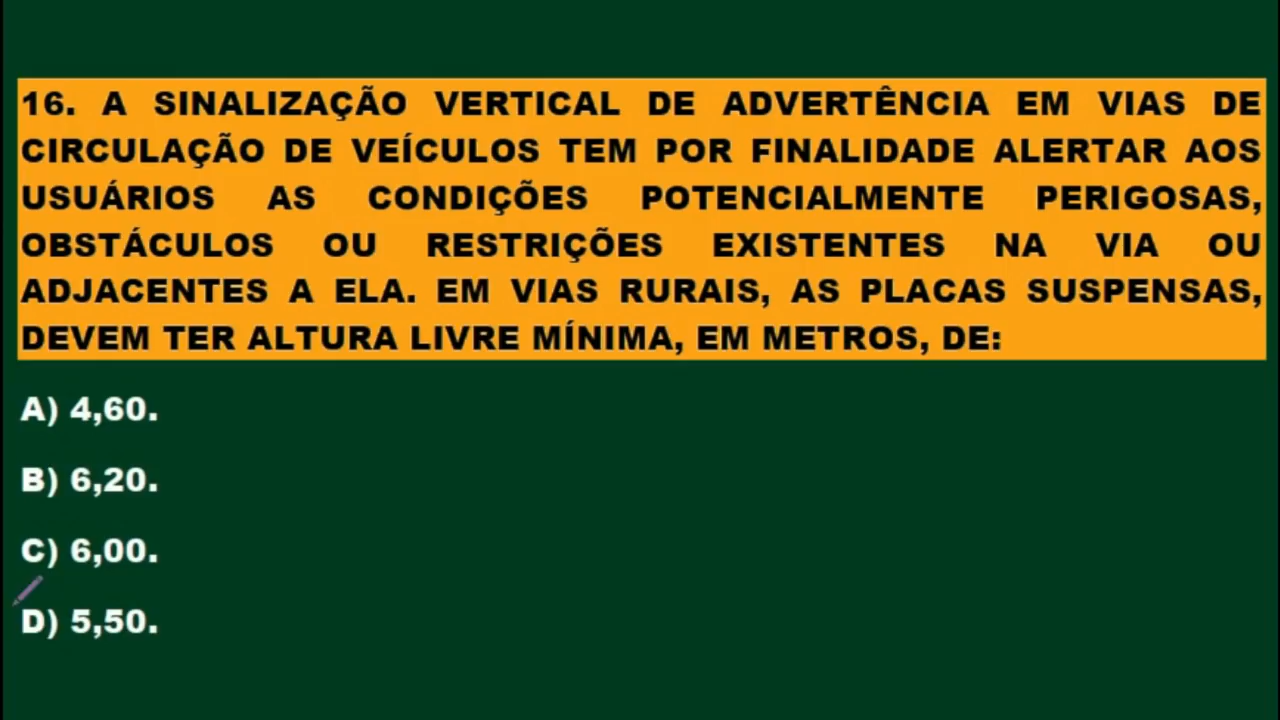 16. A SINALIZAÇÃO VERTICAL DE ADVERTÊNCIA EM VIAS DE
CIRCULAÇÃO DE VEÍCULOS TEM POR FINALIDADE ALERTAR AOS
USUÁRIOS AS CONDIÇÕES POTENCIALMENTE PERIGOSAS,
OBSTÁCULOS OU RESTRIÇÕES EXISTENTES NA VIA OU
ADJACENTES A ELA. EM VIAS RURAIS, AS PLACAS SUSPENSAS,
DEVEM TER ALTURA LIVRE MÍNIMA, EM METROS, DE:
A) 4,60.
B) 6,20.
C) 6,00.
D) 5,50.